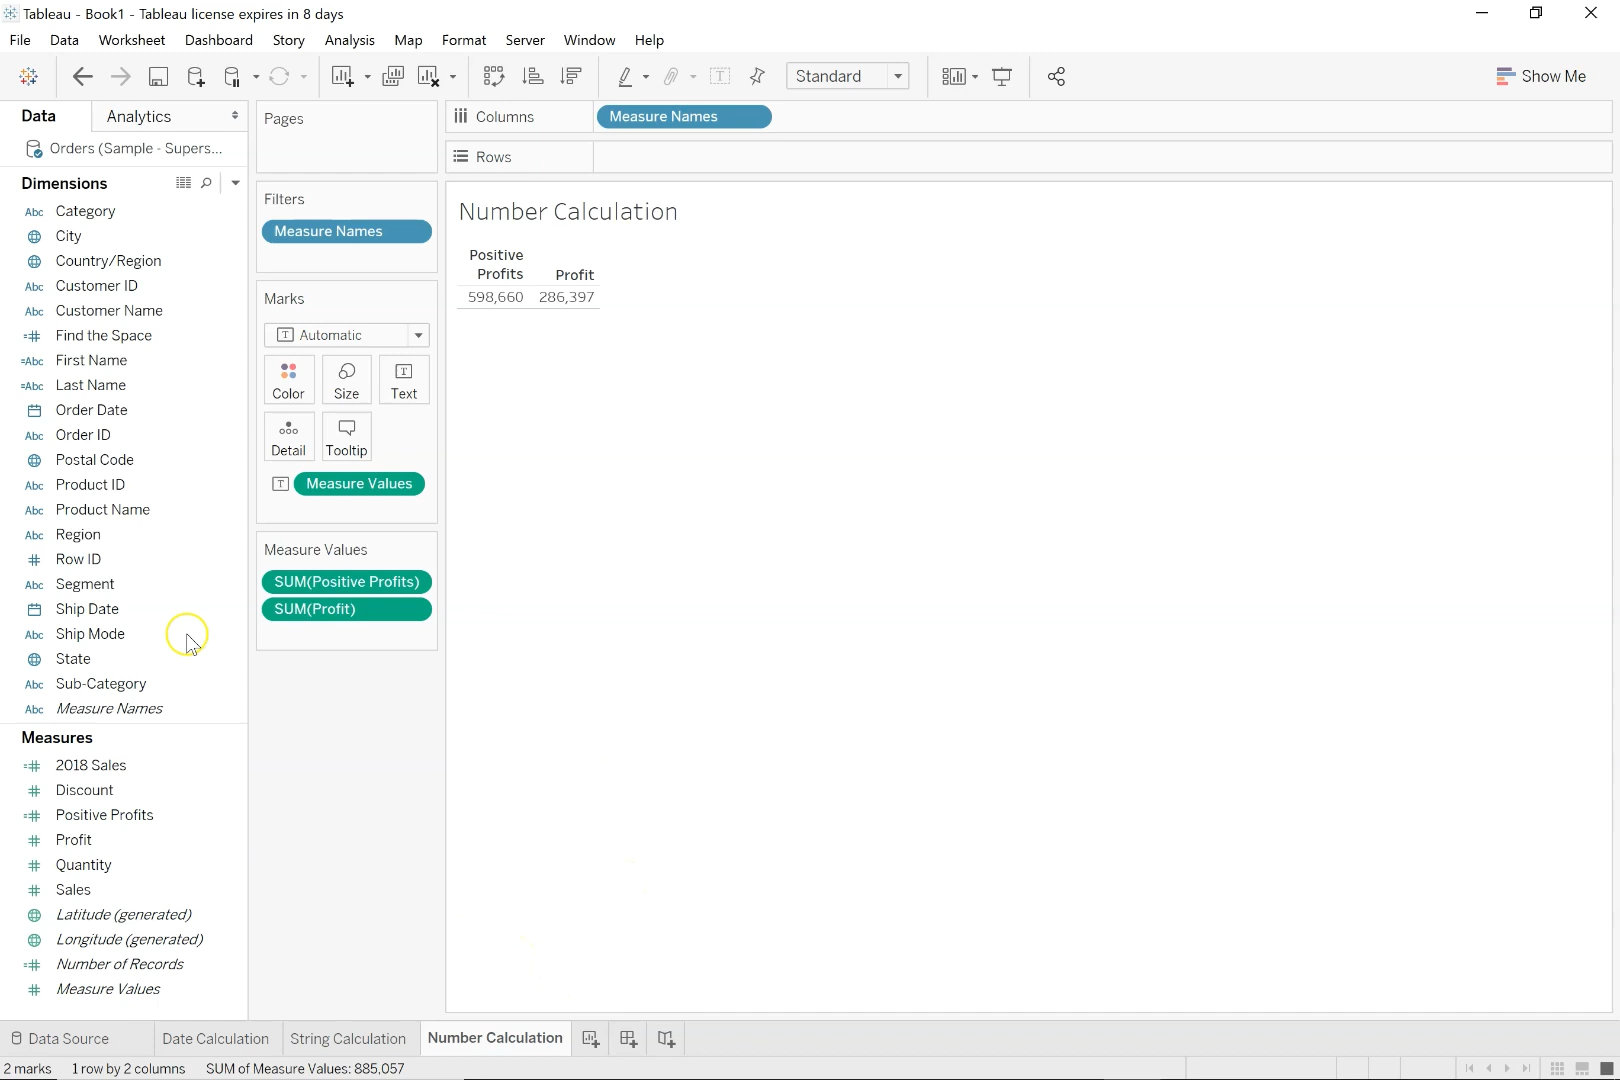 Tableau - Book1 - Tableau license expires in 8 days
File Data Worksheet Dashboard Story Analysis Map Format Server Window Help
Standard
Show Me
Data
Analytics
Orders (Sample - Supers...
Dimensions
Abc Category
City
Country/Region
Abc Customer ID
Abc Customer Name
=# Find the Space
=Abc First Name
=Abc Last Name
Order Date
Abc Order ID
Postal Code
Abc Product ID
Abc Product Name
Abc Region
# Row ID
Abc Segment
Ship Date
Abc Ship Mode
State
Abc Sub-Category
Abc Measure Names
Measures
=# 2018 Sales
# Discount
=# Positive Profits
# Profit
# Quantity
# Sales
Latitude (generated)
Longitude (generated)
=# Number of Records
# Measure Values
Pages
Filters
Measure Names
Marks
T Automatic
Color
Size
T Text
Detail
Tooltip
T Measure Values
Measure Values
SUM(Positive Profits)
SUM(Profit)
Columns
Measure Names
Rows
Number Calculation
Positive
Profits Profit
598,660 286,397
Data Source
Date Calculation
String Calculation
Number Calculation
2 marks 1 row by 2 columns SUM of Measure Values: 885,057